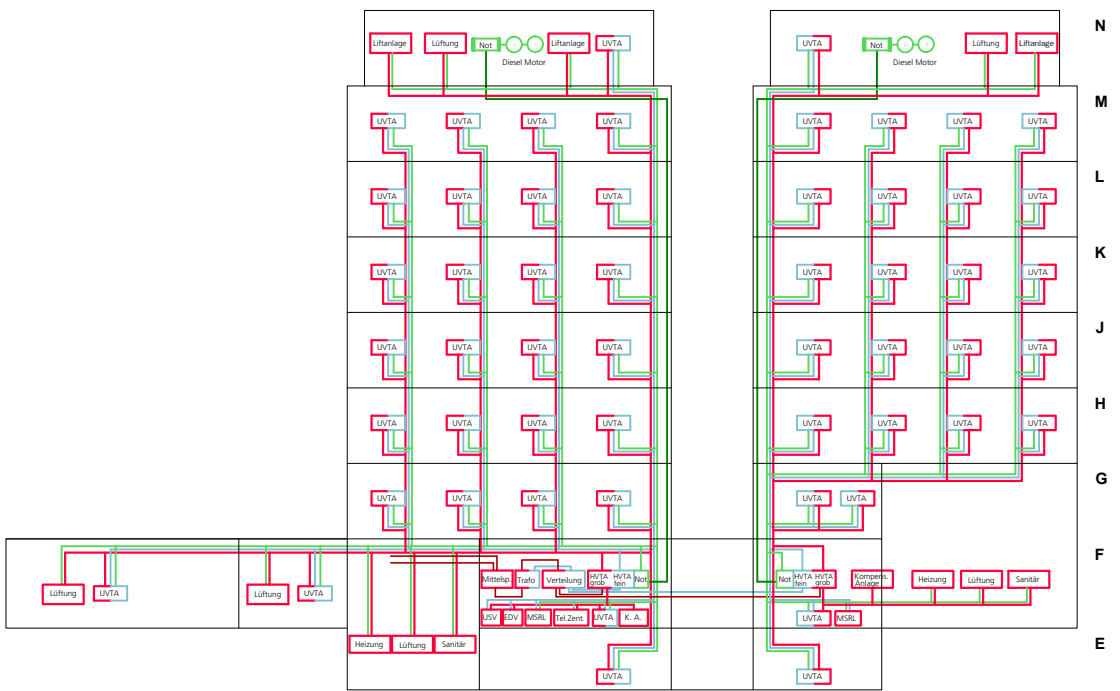 N
Liftanlage Lüftung Not Liftanlage UVTA UVTA Not Lüftung Liftanlage
Diesel Motor Diesel Motor
M
UVTA UVTA UVTA UVTA UVTA UVTA UVTA UVTA
L
UVTA UVTA UVTA UVTA UVTA UVTA UVTA UVTA
K
UVTA UVTA UVTA UVTA UVTA UVTA UVTA UVTA
J
UVTA UVTA UVTA UVTA UVTA UVTA UVTA UVTA
H
UVTA UVTA UVTA UVTA UVTA UVTA UVTA UVTA
G
UVTA UVTA UVTA UVTA UVTA UVTA
F
Mittelsp. Trafo Verteilung HVTA grob HVTA fein Not Not HVTA fein HVTA grob Kompens. Anlage Heizung Lüftung Sanitär
Lüftung UVTA Lüftung UVTA
USV EDV MSRL Tel.Zent. UVTA K. A. UVTA MSRL
E
Heizung Lüftung Sanitär
UVTA UVTA